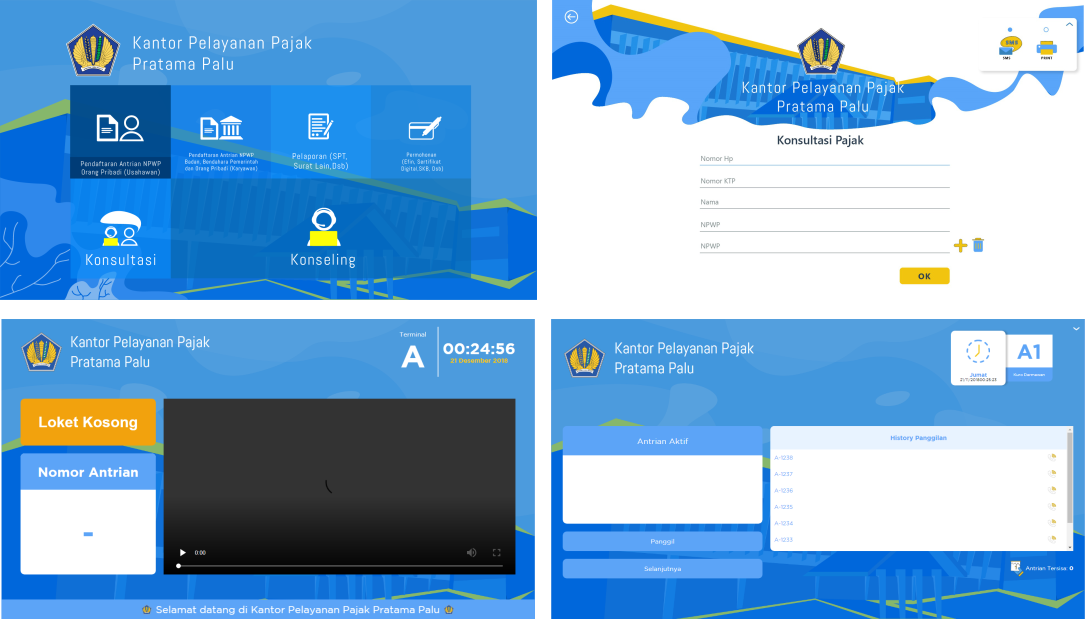 Kantor Pelayanan Pajak
Pratama Palu
Pendaftaran Antrian NPWP
Orang Pribadi (Usahawan)
Pendaftaran Antrian NPWP
Badan, Bendahara Pemerintah
dan Orang Pribadi (Karyawan)
Pelaporan (SPT,
Surat Lain,Dsb)
Permohonan
(Efin, Sertifikat
Digital,SKB, Dsb)
Konsultasi
Konseling
SMS
SMS
PRINT
Kantor Pelayanan Pajak
Pratama Palu
Konsultasi Pajak
Nomor Hp
Nomor KTP
Nama
NPWP
NPWP
OK
Kantor Pelayanan Pajak
Pratama Palu
Terminal
A
00:24:56
21 Desember 2018
Loket Kosong
Nomor Antrian
-
0:00
Selamat datang di Kantor Pelayanan Pajak Pratama Palu
Kantor Pelayanan Pajak
Pratama Palu
Jumat
A1
Antrian Aktif
Panggil
Selanjutnya
History Panggilan
A-1238
A-1237
A-1236
A-1235
A-1234
A-1233
Antrian Tersisa: 0